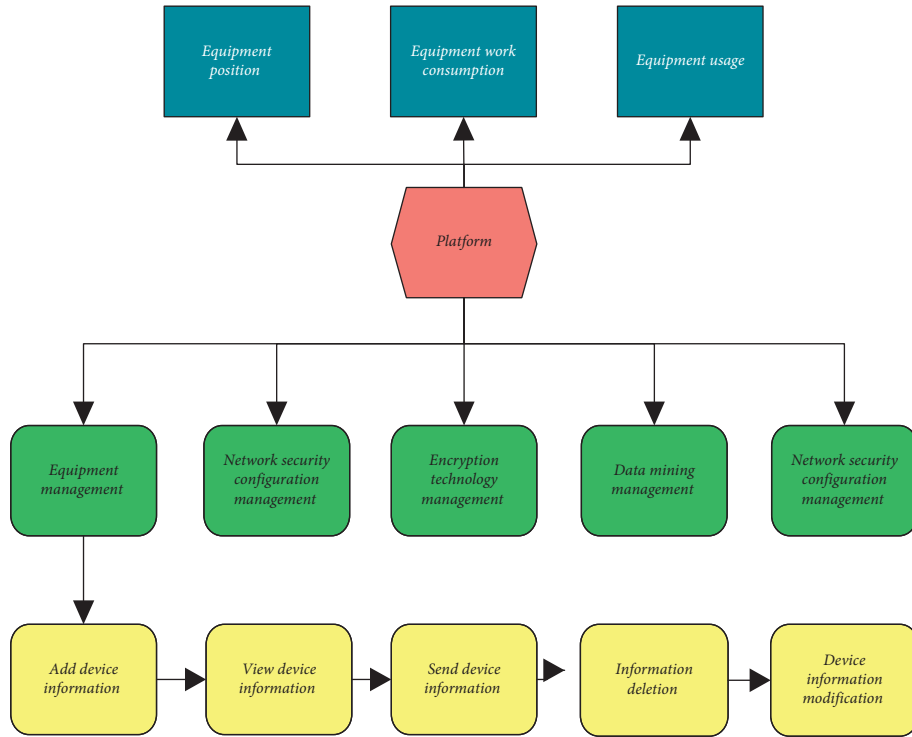 Equipment
position
Equipment work
consumption
Equipment usage
Platform
Equipment
management
Network security
configuration
management
Encryption
technology
management
Data mining
management
Network security
configuration
management
Add device
information
View device
information
Send device
information
Information
deletion
Device
information
modification